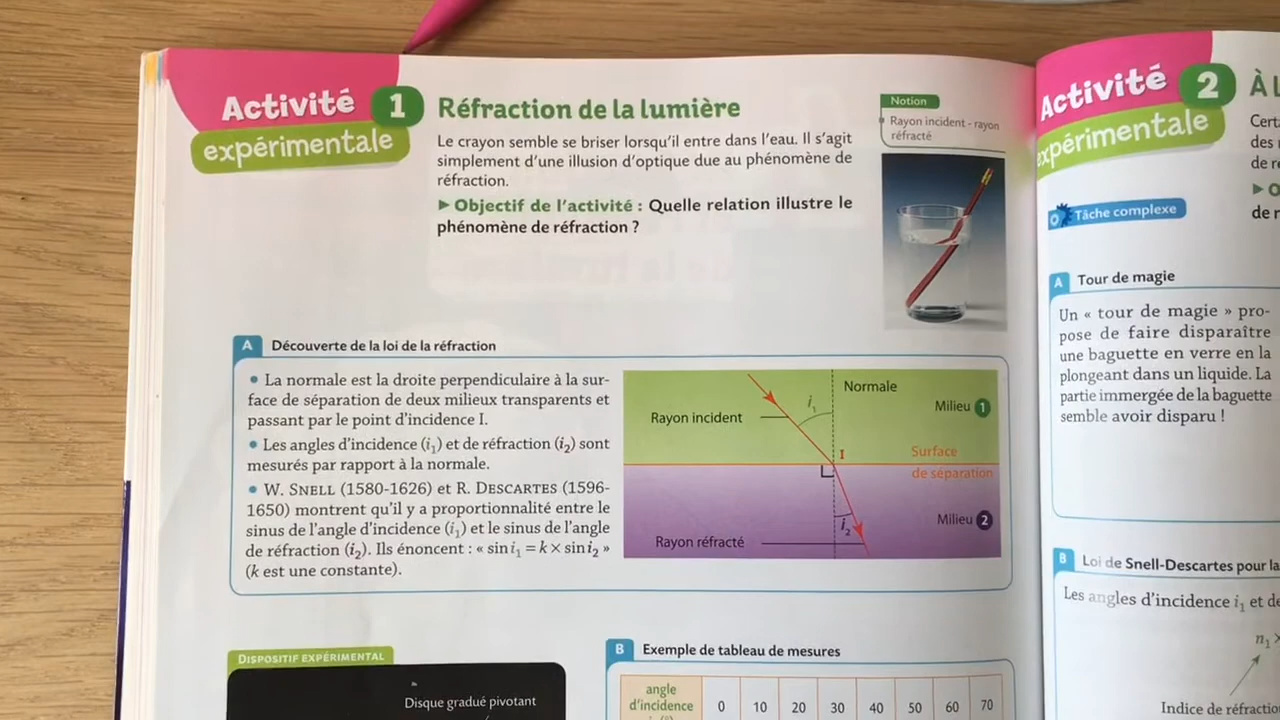 Activité 1
expérimentale
Réfraction de la lumière
Le crayon semble se briser lorsqu'il entre dans l'eau. Il s'agit
simplement d'une illusion d'optique due au phénomène de
réfraction.
► Objectif de l'activité : Quelle relation illustre le
phénomène de réfraction ?
Notion
Rayon incident - rayon
réfracté
A Découverte de la loi de la réfraction
• La normale est la droite perpendiculaire à la sur-
face de séparation de deux milieux transparents et
passant par le point d'incidence I.
• Les angles d'incidence (i₁) et de réfraction (i₂) sont
mesurés par rapport à la normale.
• W. SNELL (1580-1626) et R. DESCARTES (1596-
1650) montrent qu'il y a proportionnalité entre le
sinus de l'angle d'incidence (i₁) et le sinus de l'angle
de réfraction (i₂). Ils énoncent : « sin i₁ = k × sin i₂ »
(k est une constante).
Normale
i₁
Milieu 1
Rayon incident
I
Surface
de séparation
i₂
Milieu 2
Rayon réfracté
DISPOSITIF EXPÉRIMENTAL
Disque gradué pivotant
B Exemple de tableau de mesures
angle
d'incidence
0 10 20 30 40 50 60 70
Activité 2
expérimentale
À
Tâche complexe
de
A Tour de magie
Un « tour de magie » pro-
pose de faire disparaître
une baguette en verre en la
plongeant dans un liquide. La
partie immergée de la baguette
semble avoir disparu !
B Loi de Snell-Descartes pour la
Les angles d'incidence i₁ et de
n₁ ×
Indice de